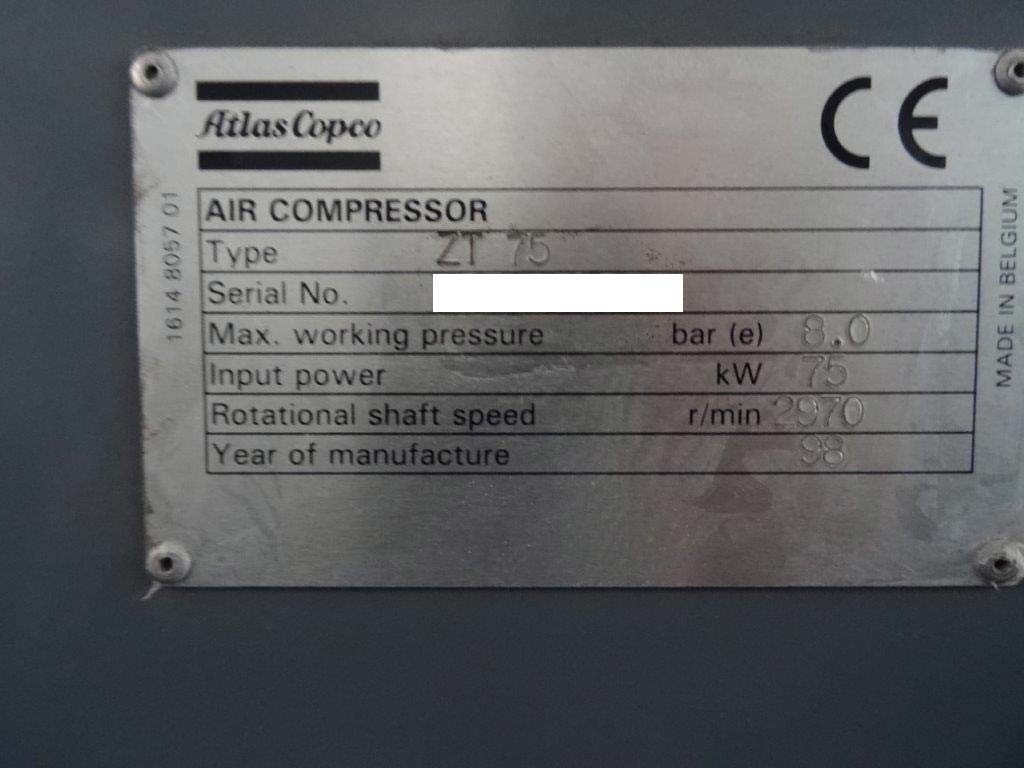 Atlas Copco
CE
AIR COMPRESSOR
Type ZT 75
Serial No.
Max. working pressure bar (e) 8.0
Input power kW 75
Rotational shaft speed r/min 2970
Year of manufacture 98
1614 8057 01
MADE IN BELGIUM